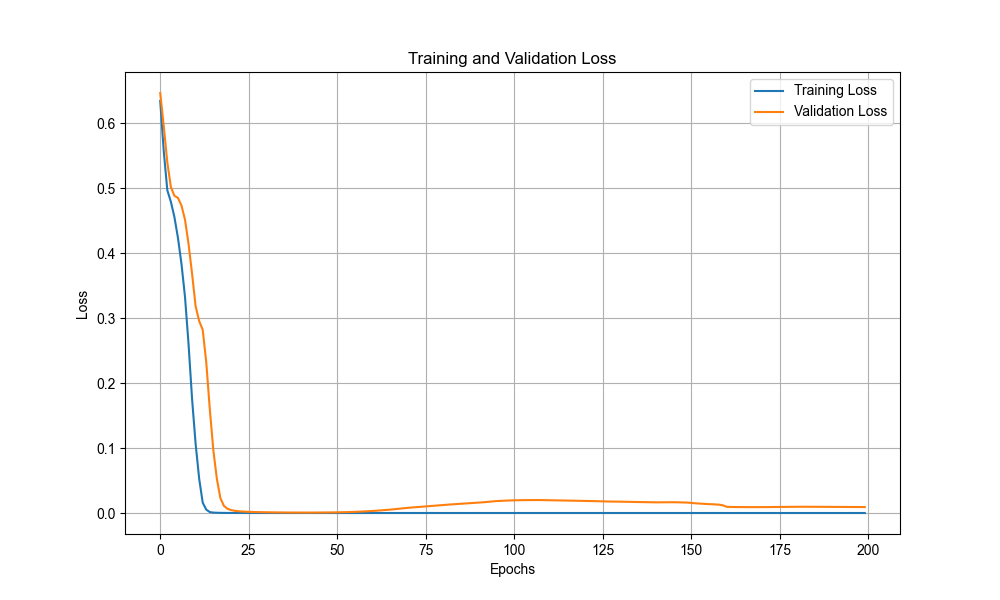 Training and Validation Loss
Training Loss
Validation Loss
0.6
0.5
0.4
0.3
0.2
0.1
0.0
Loss
0 25 50 75 100 125 150 175 200
Epochs